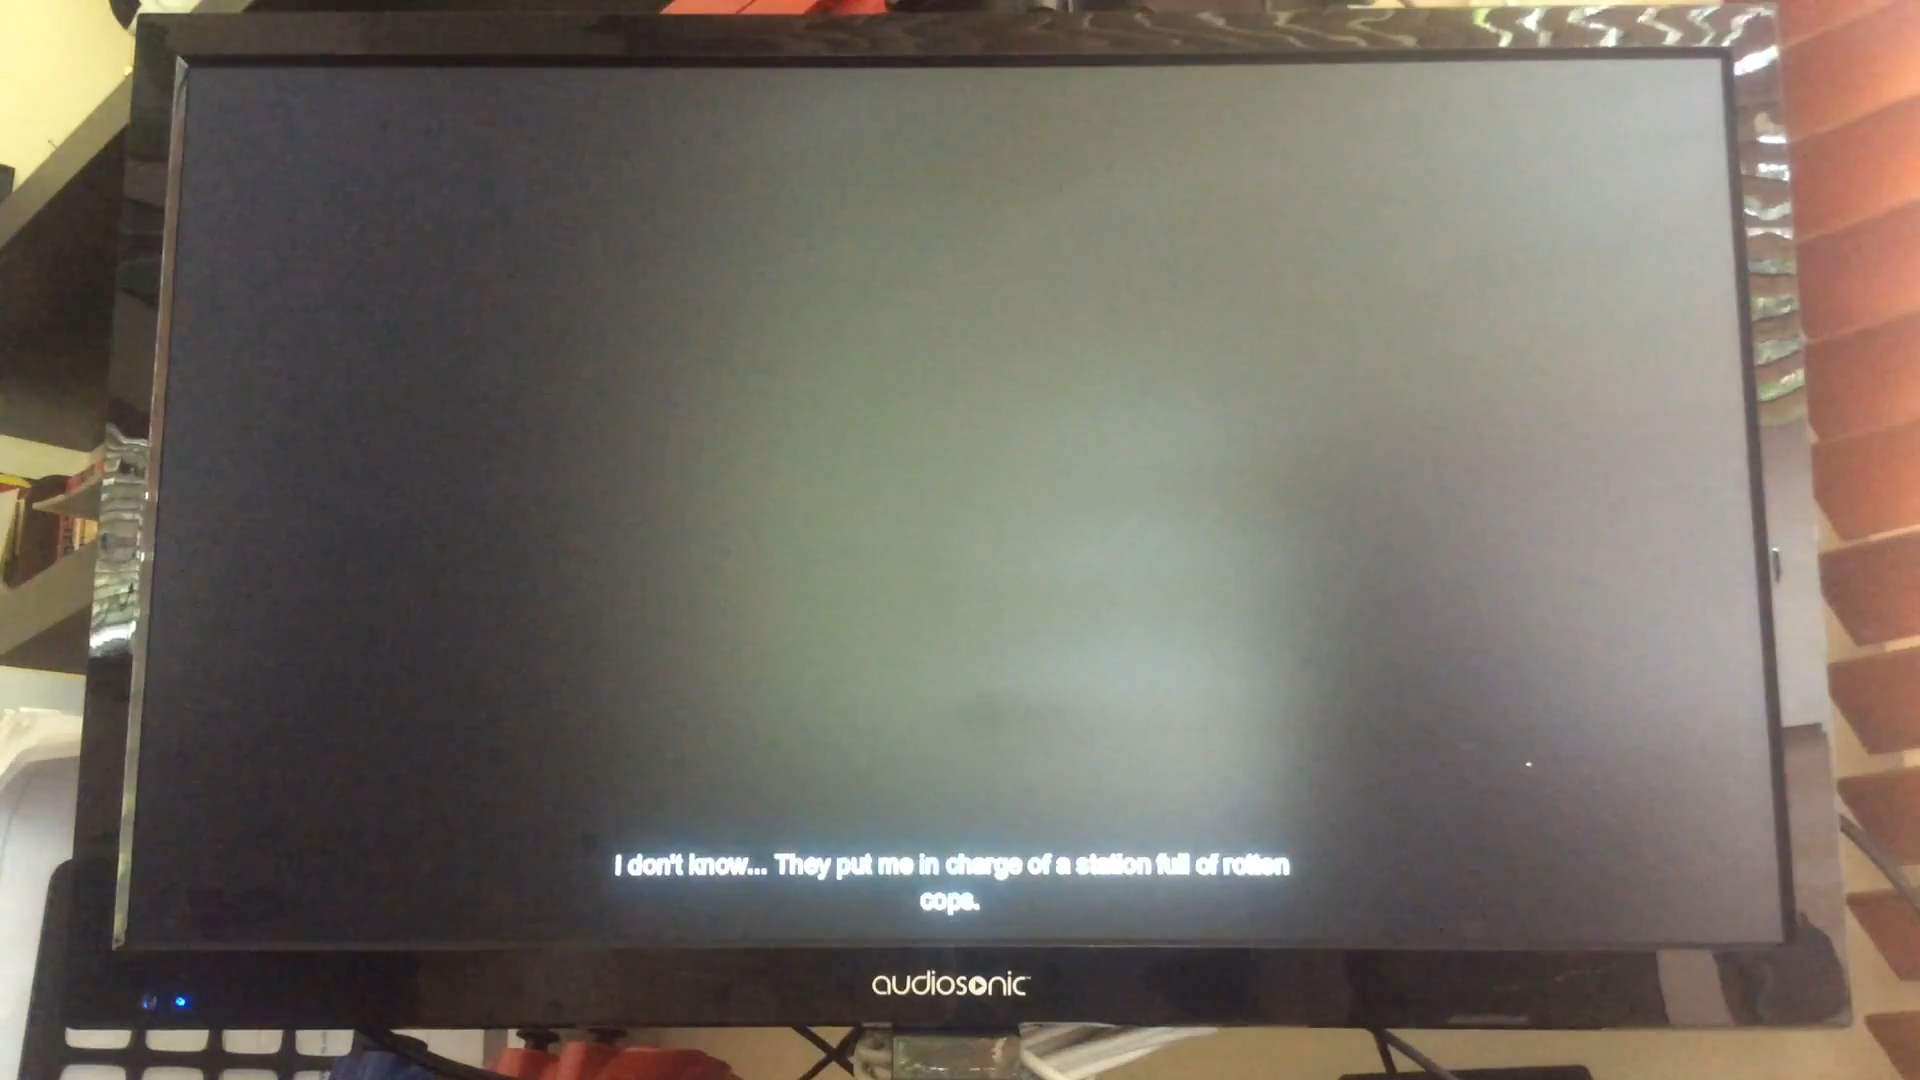 I don't know... They put me in charge of a station full of rotten
cops.
audiosonic